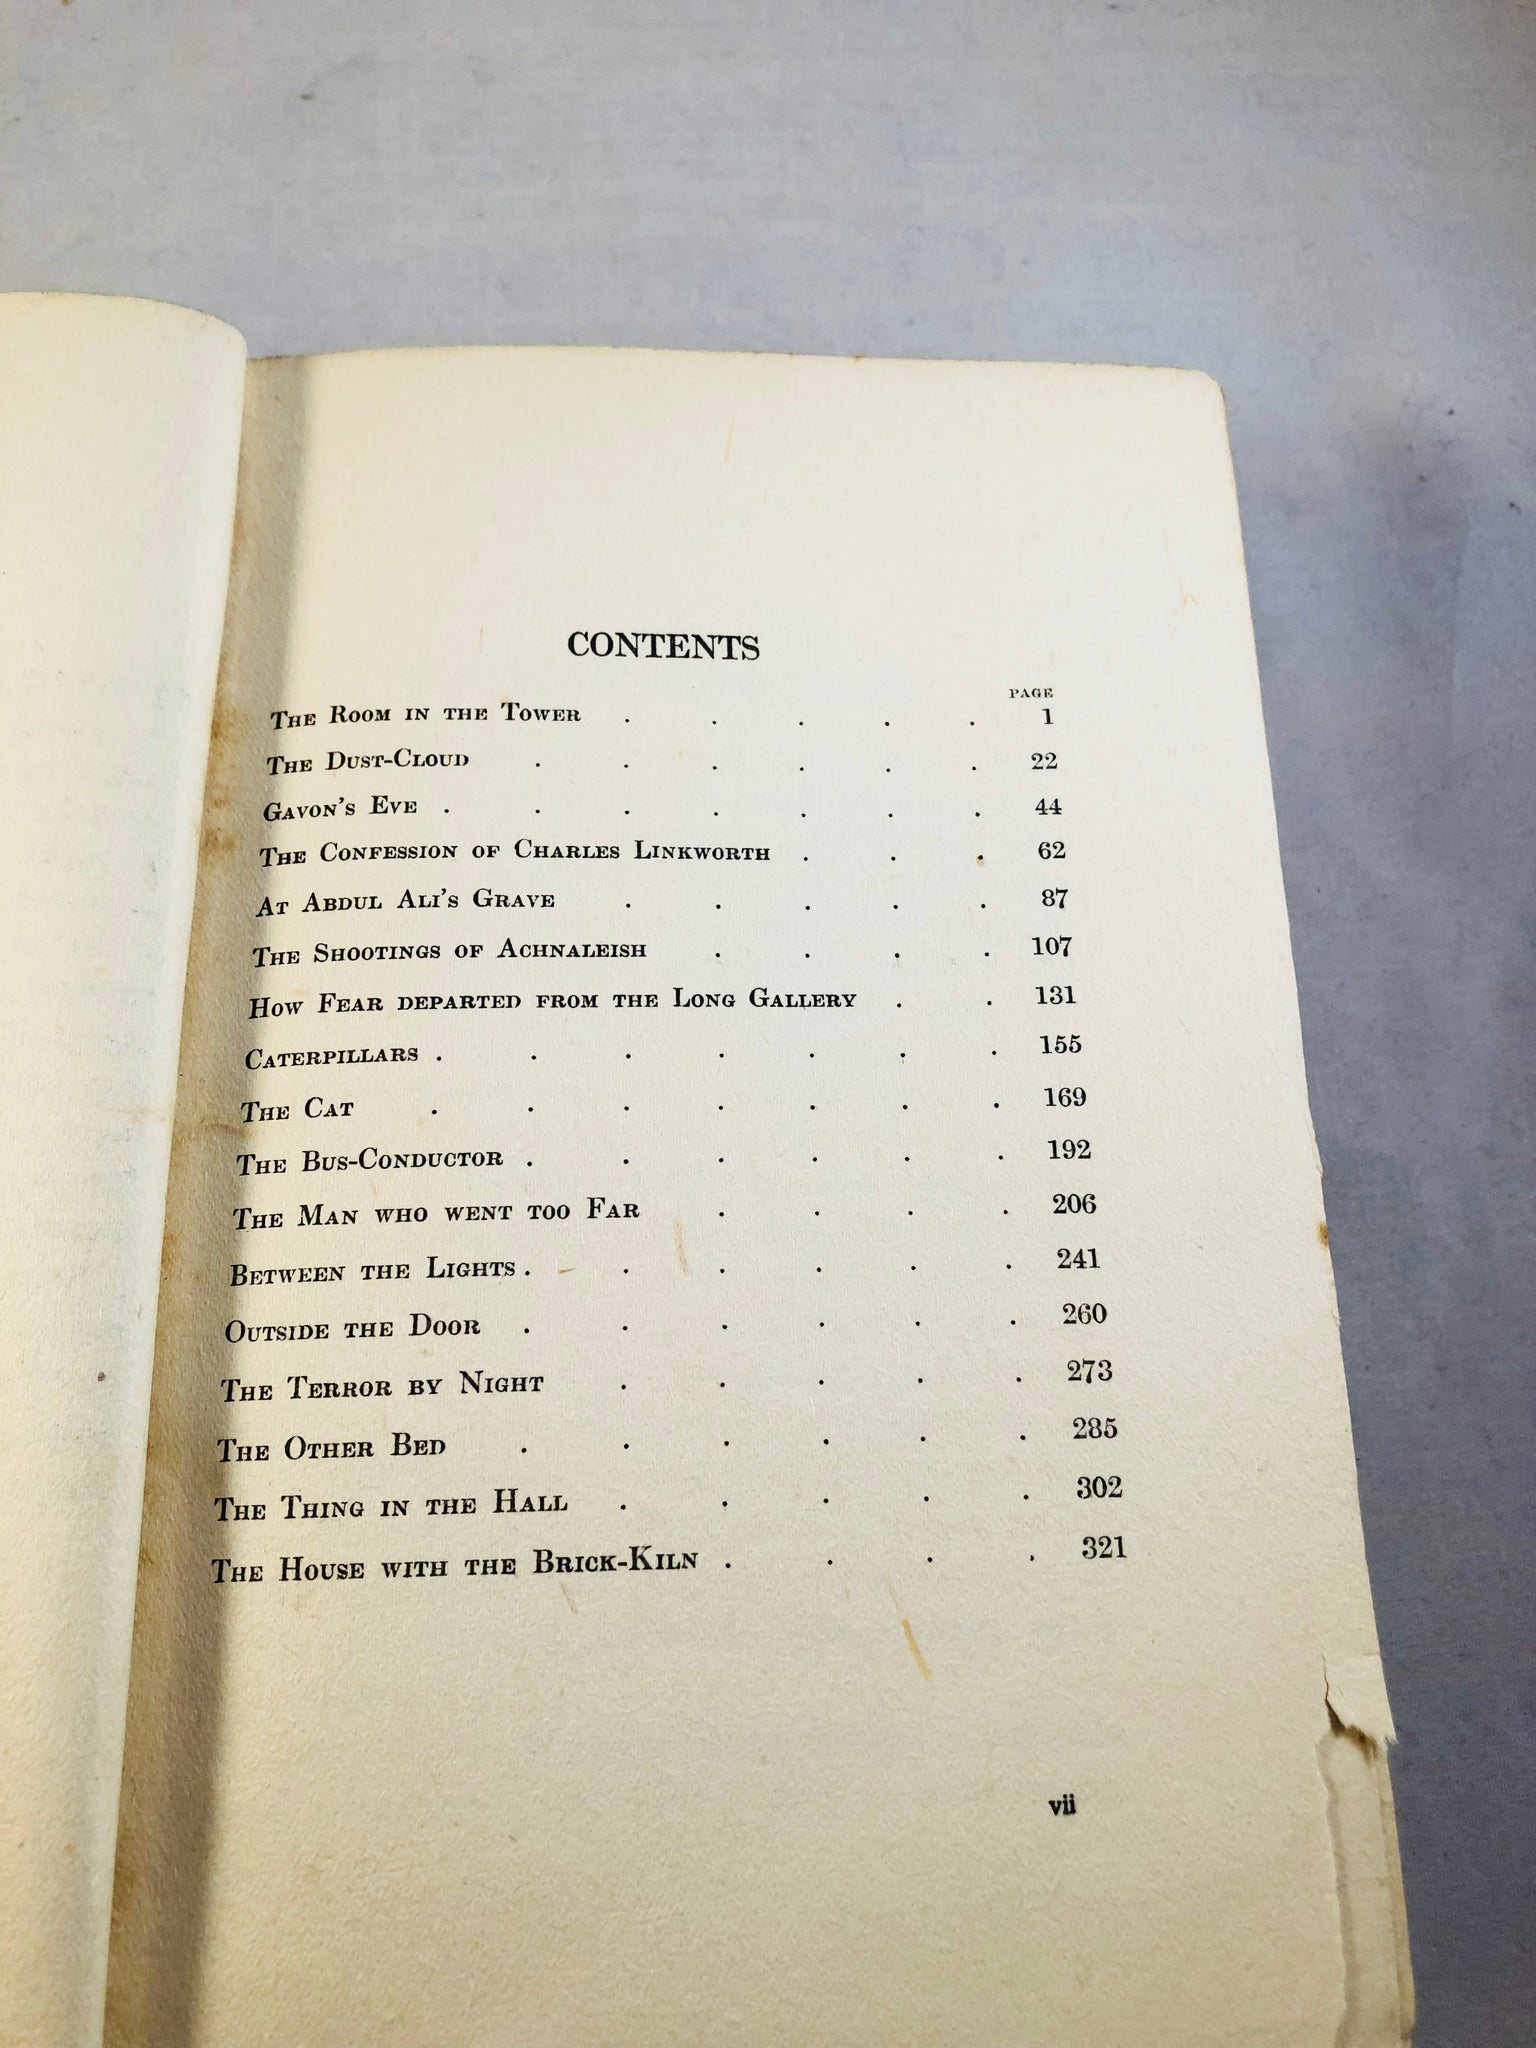 CONTENTS
PAGE
The Room in the Tower . . . . . 1
The Dust-Cloud . . . . . . 22
Gavon's Eve . . . . . . . 44
The Confession of Charles Linkworth . . . 62
At Abdul Ali's Grave . . . . . 87
The Shootings of Achnaleish . . . . 107
How Fear departed from the Long Gallery . . 131
Caterpillars . . . . . . . 155
The Cat . . . . . . . 169
The Bus-Conductor . . . . . . 192
The Man who went too Far . . . . 206
Between the Lights . . . . . . 241
Outside the Door . . . . . . 260
The Terror by Night . . . . . 273
The Other Bed . . . . . . 285
The Thing in the Hall . . . . . 302
The House with the Brick-Kiln . . . . 321
vii